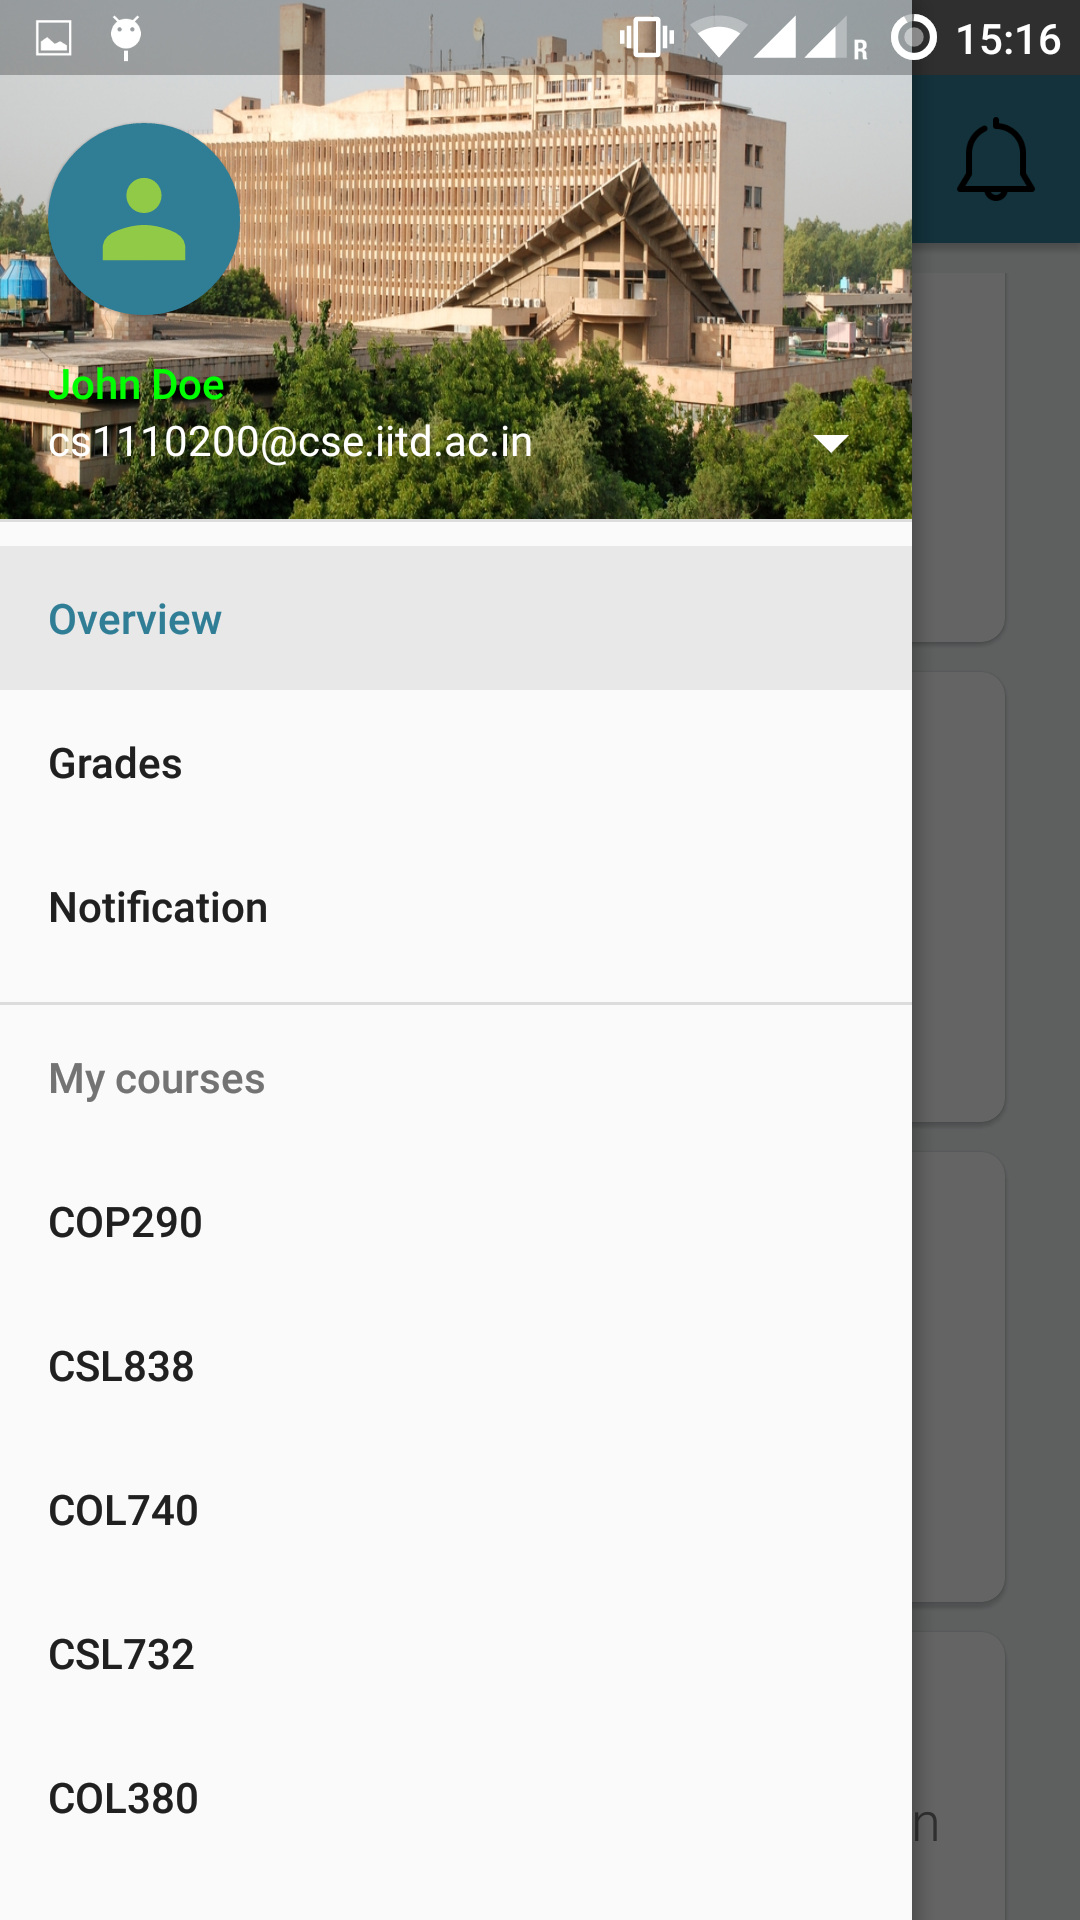 R 15:16
John Doe
cs1110200@cse.iitd.ac.in
Overview
Grades
Notification
My courses
COP290
CSL838
COL740
CSL732
COL380
n